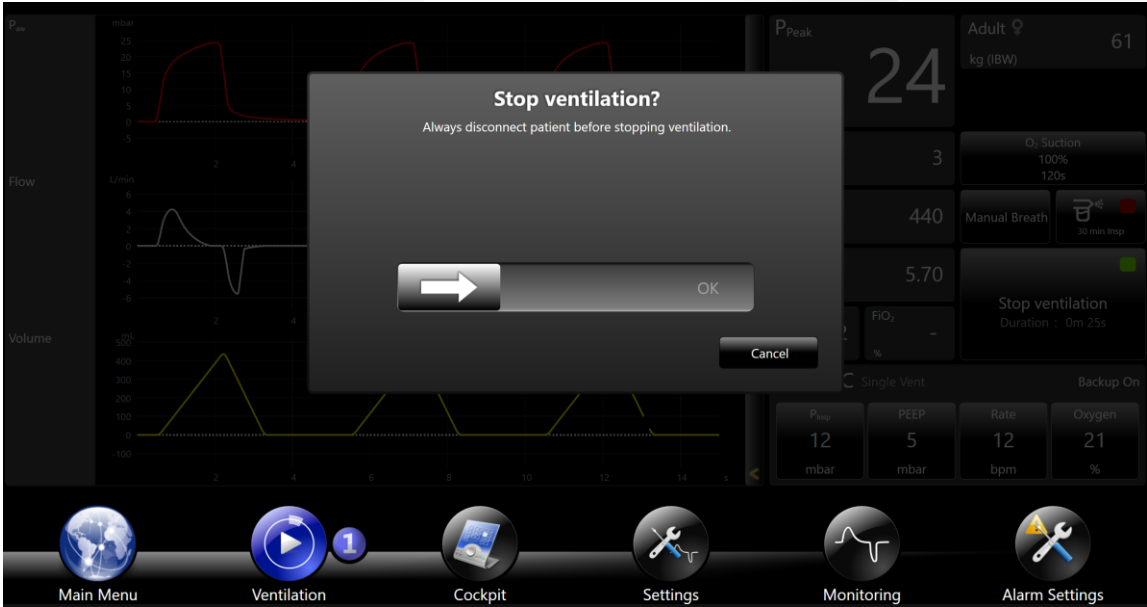 Paw
mbar
25
20
15
10
5
0
-5
2 4
Flow
L/min
6
4
2
0
-2
-4
-6
2 4
Volume
mL
500
400
300
200
100
0
-100
2 4 6 8 10 12 14 s
Stop ventilation?
Always disconnect patient before stopping ventilation.
OK
Cancel
PPeak
24
3
440
5.70
FiO₂
-
%
Adult
61
kg (IBW)
O₂ Suction
100%
120s
Manual Breath
30 min Insp
Stop ventilation
Duration : 0m 25s
C Single Vent Backup On
PInsp PEEP Rate Oxygen
12 5 12 21
mbar mbar bpm %
1
Main Menu Ventilation Cockpit Settings Monitoring Alarm Settings